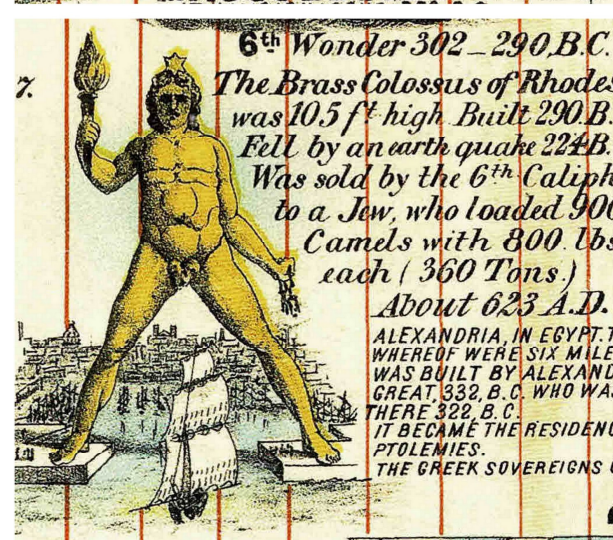 6th Wonder 302_290,B.C.
7.
The Brass Colossus of Rhodes
was 105 ft high Built 290.B.
Fell by an earth quake 224B.
Was sold by the 6th Caliph
to a Jew, who loaded 900
Camels with 800. lbs
each (360 Tons.)
About 623 A.D.
ALEXANDRIA, IN EGYPT. T
WHEREOF WERE SIX MILE
WAS BUILT BY ALEXAND
GREAT, 332, B.C. WHO WAS
THERE 322, B.C.
IT BECAME THE RESIDENC
PTOLEMIES.
THE GREEK SOVEREIGNS